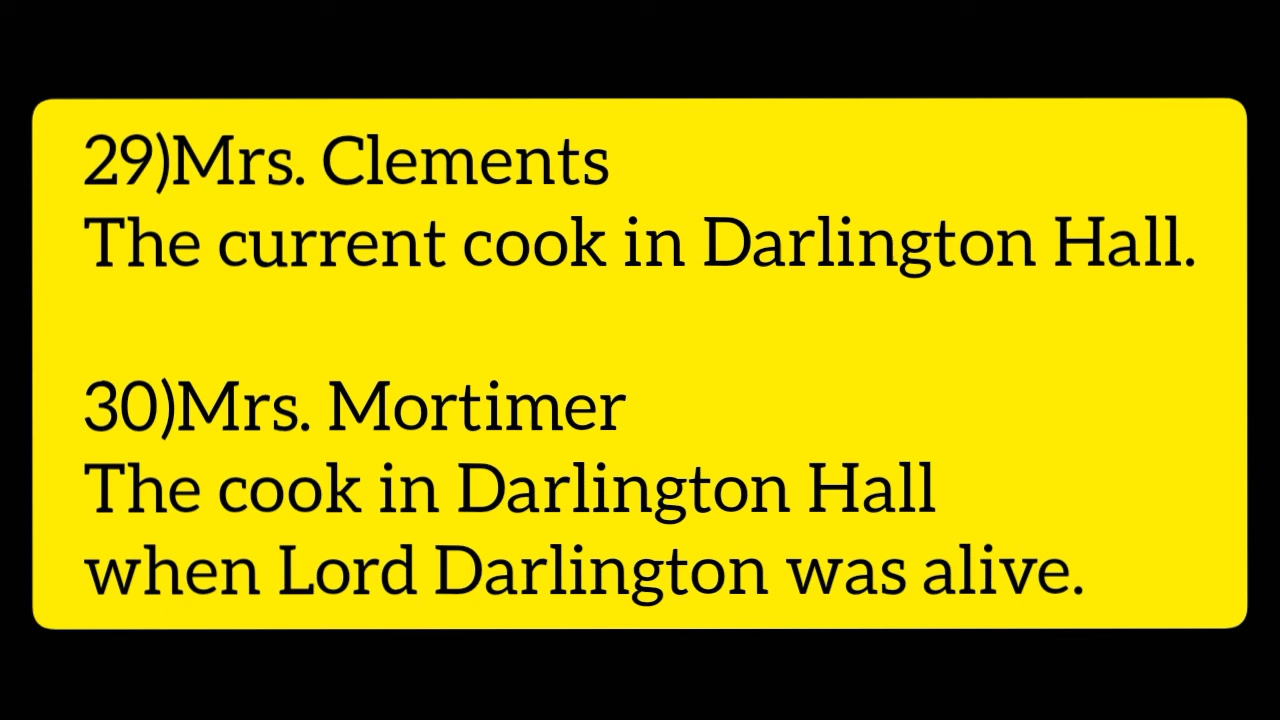 29)Mrs. Clements
The current cook in Darlington Hall.
30)Mrs. Mortimer
The cook in Darlington Hall
when Lord Darlington was alive.